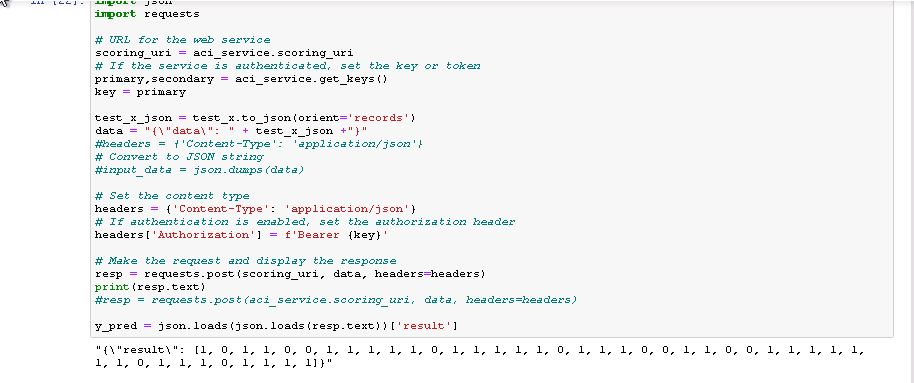 In [22]: import json
import requests
# URL for the web service
scoring_uri = aci_service.scoring_uri
# If the service is authenticated, set the key or token
primary,secondary = aci_service.get_keys()
key = primary
test_x_json = test_x.to_json(orient='records')
data = "{\"data\": " + test_x_json +"}"
#headers = {'Content-Type': 'application/json'}
# Convert to JSON string
#input_data = json.dumps(data)
# Set the content type
headers = {'Content-Type': 'application/json'}
# If authentication is enabled, set the authorization header
headers['Authorization'] = f'Bearer {key}'
# Make the request and display the response
resp = requests.post(scoring_uri, data, headers=headers)
print(resp.text)
#resp = requests.post(aci_service.scoring_uri, data, headers=headers)
y_pred = json.loads(json.loads(resp.text))['result']
"{\"result\": [1, 0, 1, 1, 0, 0, 1, 1, 1, 1, 1, 0, 1, 1, 1, 1, 1, 0, 1, 1, 1, 0, 0, 1, 1, 0, 0, 1, 1, 1, 1, 1,
1, 1, 0, 1, 1, 1, 0, 1, 1, 1, 1]}"